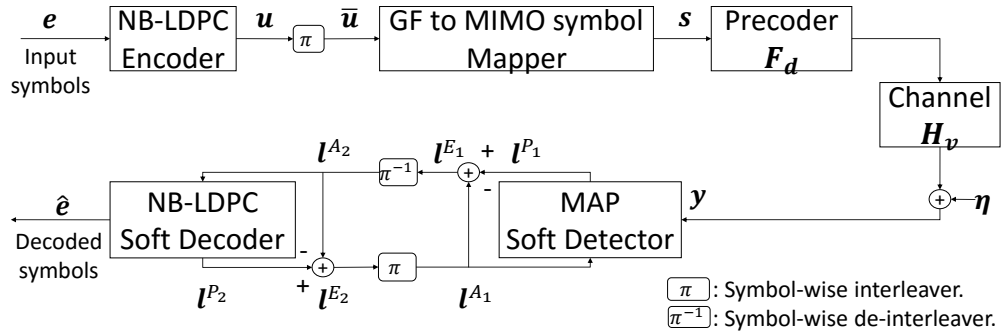 e
Input
symbols
NB-LDPC
Encoder
u
π
ū
GF to MIMO symbol
Mapper
s
Precoder
F_d
Channel
H_v
η
+
y
MAP
Soft Detector
l^{P_1}
+
-
+
l^{E_1}
π^{-1}
l^{A_2}
NB-LDPC
Soft Decoder
ê
Decoded
symbols
l^{P_2}
-
+
+
l^{E_2}
π
l^{A_1}
π : Symbol-wise interleaver.
π^{-1} : Symbol-wise de-interleaver.